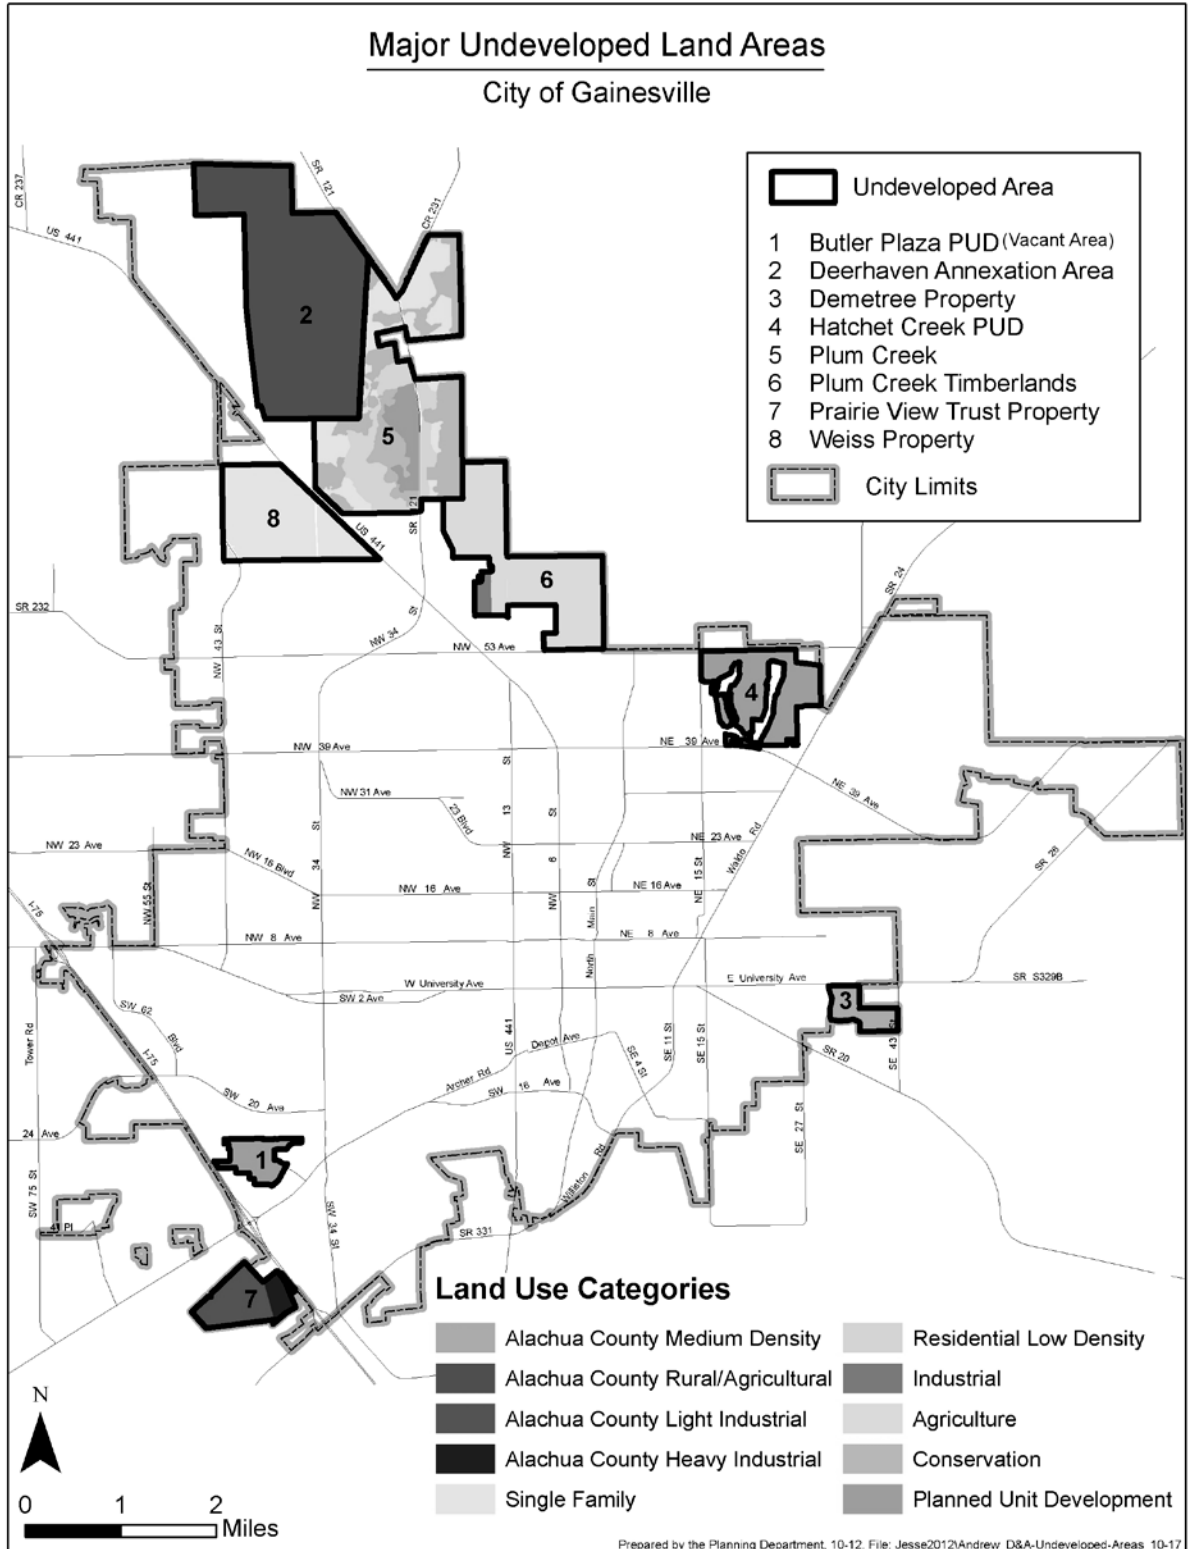 Major Undeveloped Land Areas
City of Gainesville
Undeveloped Area
1 Butler Plaza PUD (Vacant Area)
2 Deerhaven Annexation Area
3 Demetree Property
4 Hatchet Creek PUD
5 Plum Creek
6 Plum Creek Timberlands
7 Prairie View Trust Property
8 Weiss Property
City Limits
CR 237
US 441
SR 121
CR 231
2
5
8
US 441
SR 21
6
SR 24
SR 232
NW 43 St
NW 34 St
NW 53 Ave
4
NW 39 Ave
NE 39 Ave
NE 39 Ave
NW 31 Ave
23 Blvd
NW 34 St
NW 13 St
NW 6 St
NW 23 Ave
NW 16 Blvd
NE 23 Ave
Waldo Rd
SR 26
NW 16 Ave
NE 16 Ave
NE 15 St
I-75
NW 55 St
NW 8 Ave
NE 8 Ave
North Main St
W University Ave
E University Ave
SR S329B
SW 2 Ave
SW 62 Blvd
Tower Rd
I-75
US 441
Depot Ave
SE 4 St
SE 11 St
SE 15 St
3
SR 20
SE 43 St
Archer Rd
SW 16 Ave
SW 20 Ave
24 Ave
SE 27 St
1
SW 75 St
SW 34 St
Williston Rd
SR 331
41 Pl
7
Land Use Categories
Alachua County Medium Density
Alachua County Rural/Agricultural
Alachua County Light Industrial
Alachua County Heavy Industrial
Single Family
Residential Low Density
Industrial
Agriculture
Conservation
Planned Unit Development
N
0 1 2
Miles
Prepared by the Planning Department, 10-12. File: Jesse2012\Andrew_D&A-Undeveloped-Areas_10-17